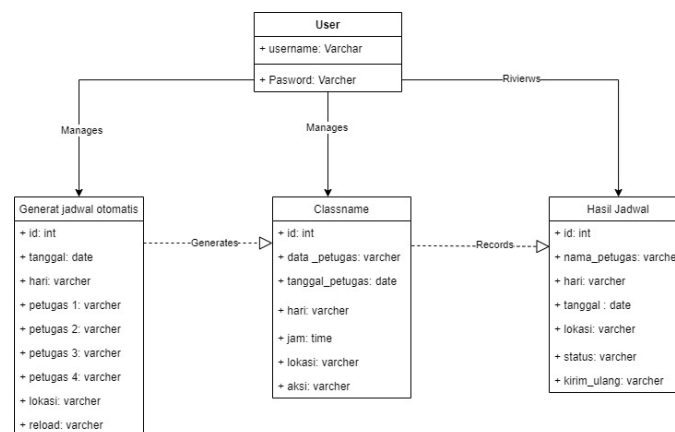 User
+ username: Varchar
+ Pasword: Varcher
Rivierws
Manages
Manages
Generat jadwal otomatis
+ id: int
+ tanggal: date
+ hari: varcher
+ petugas 1: varcher
+ petugas 2: varcher
+ petugas 3: varcher
+ petugas 4: varcher
+ lokasi: varcher
+ reload: varcher
Generates
Classname
+ id: int
+ data _petugas: varcher
+ tanggal_petugas: date
+ hari: varcher
+ jam: time
+ lokasi: varcher
+ aksi: varcher
Records
Hasil Jadwal
+ id: int
+ nama_petugas: varche
+ hari: varcher
+ tanggal : date
+ lokasi: varcher
+ status: varcher
+ kirim_ulang: varcher